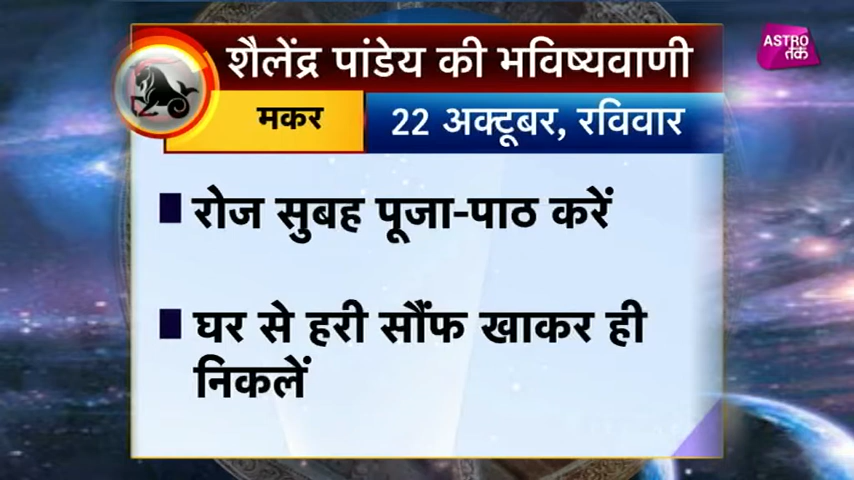 शैलेंद्र पांडेय की भविष्यवाणी
ASTRO
तक
मकर
22 अक्टूबर, रविवार
रोज सुबह पूजा-पाठ करें
घर से हरी सौंफ खाकर ही
निकलें